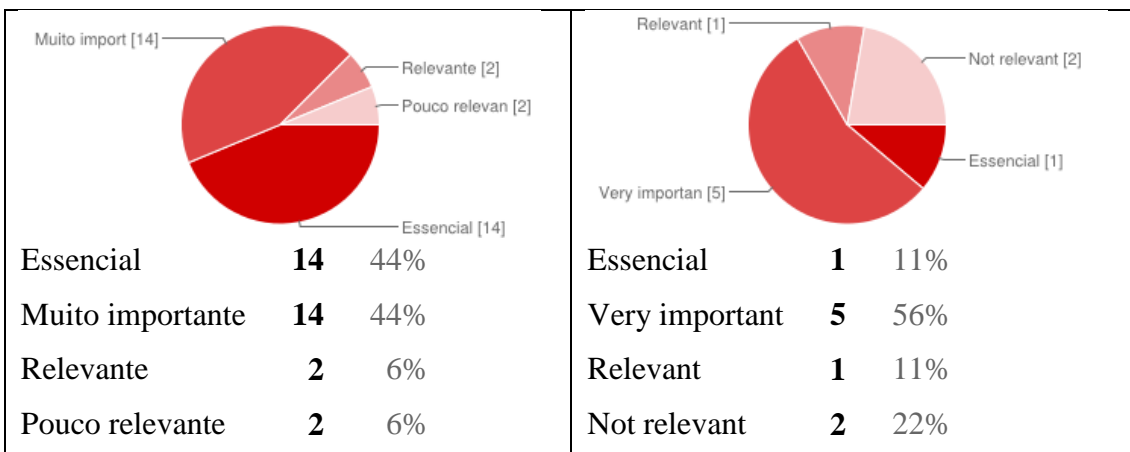 Muito import [14]
Relevante [2]
Pouco relevan [2]
Essencial [14]
Essencial 14 44%
Muito importante 14 44%
Relevante 2 6%
Pouco relevante 2 6%
Relevant [1]
Not relevant [2]
Essencial [1]
Very importan [5]
Essencial 1 11%
Very important 5 56%
Relevant 1 11%
Not relevant 2 22%